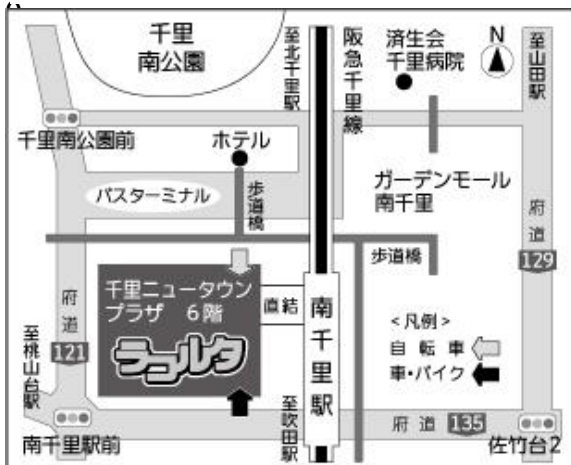 千里
南公園
至北千里駅
阪急千里線
済生会
千里病院
N
至山田駅
千里南公園前
ホテル
バスターミナル
歩道橋
ガーデンモール
南千里
府道
129
歩道橋
千里ニュータウン
プラザ 6階
ラコルタ
直結
南千里駅
<凡例>
自転車
車・バイク
府道
121
至桃山台駅
南千里駅前
至吹田駅
府道 135
佐竹台2